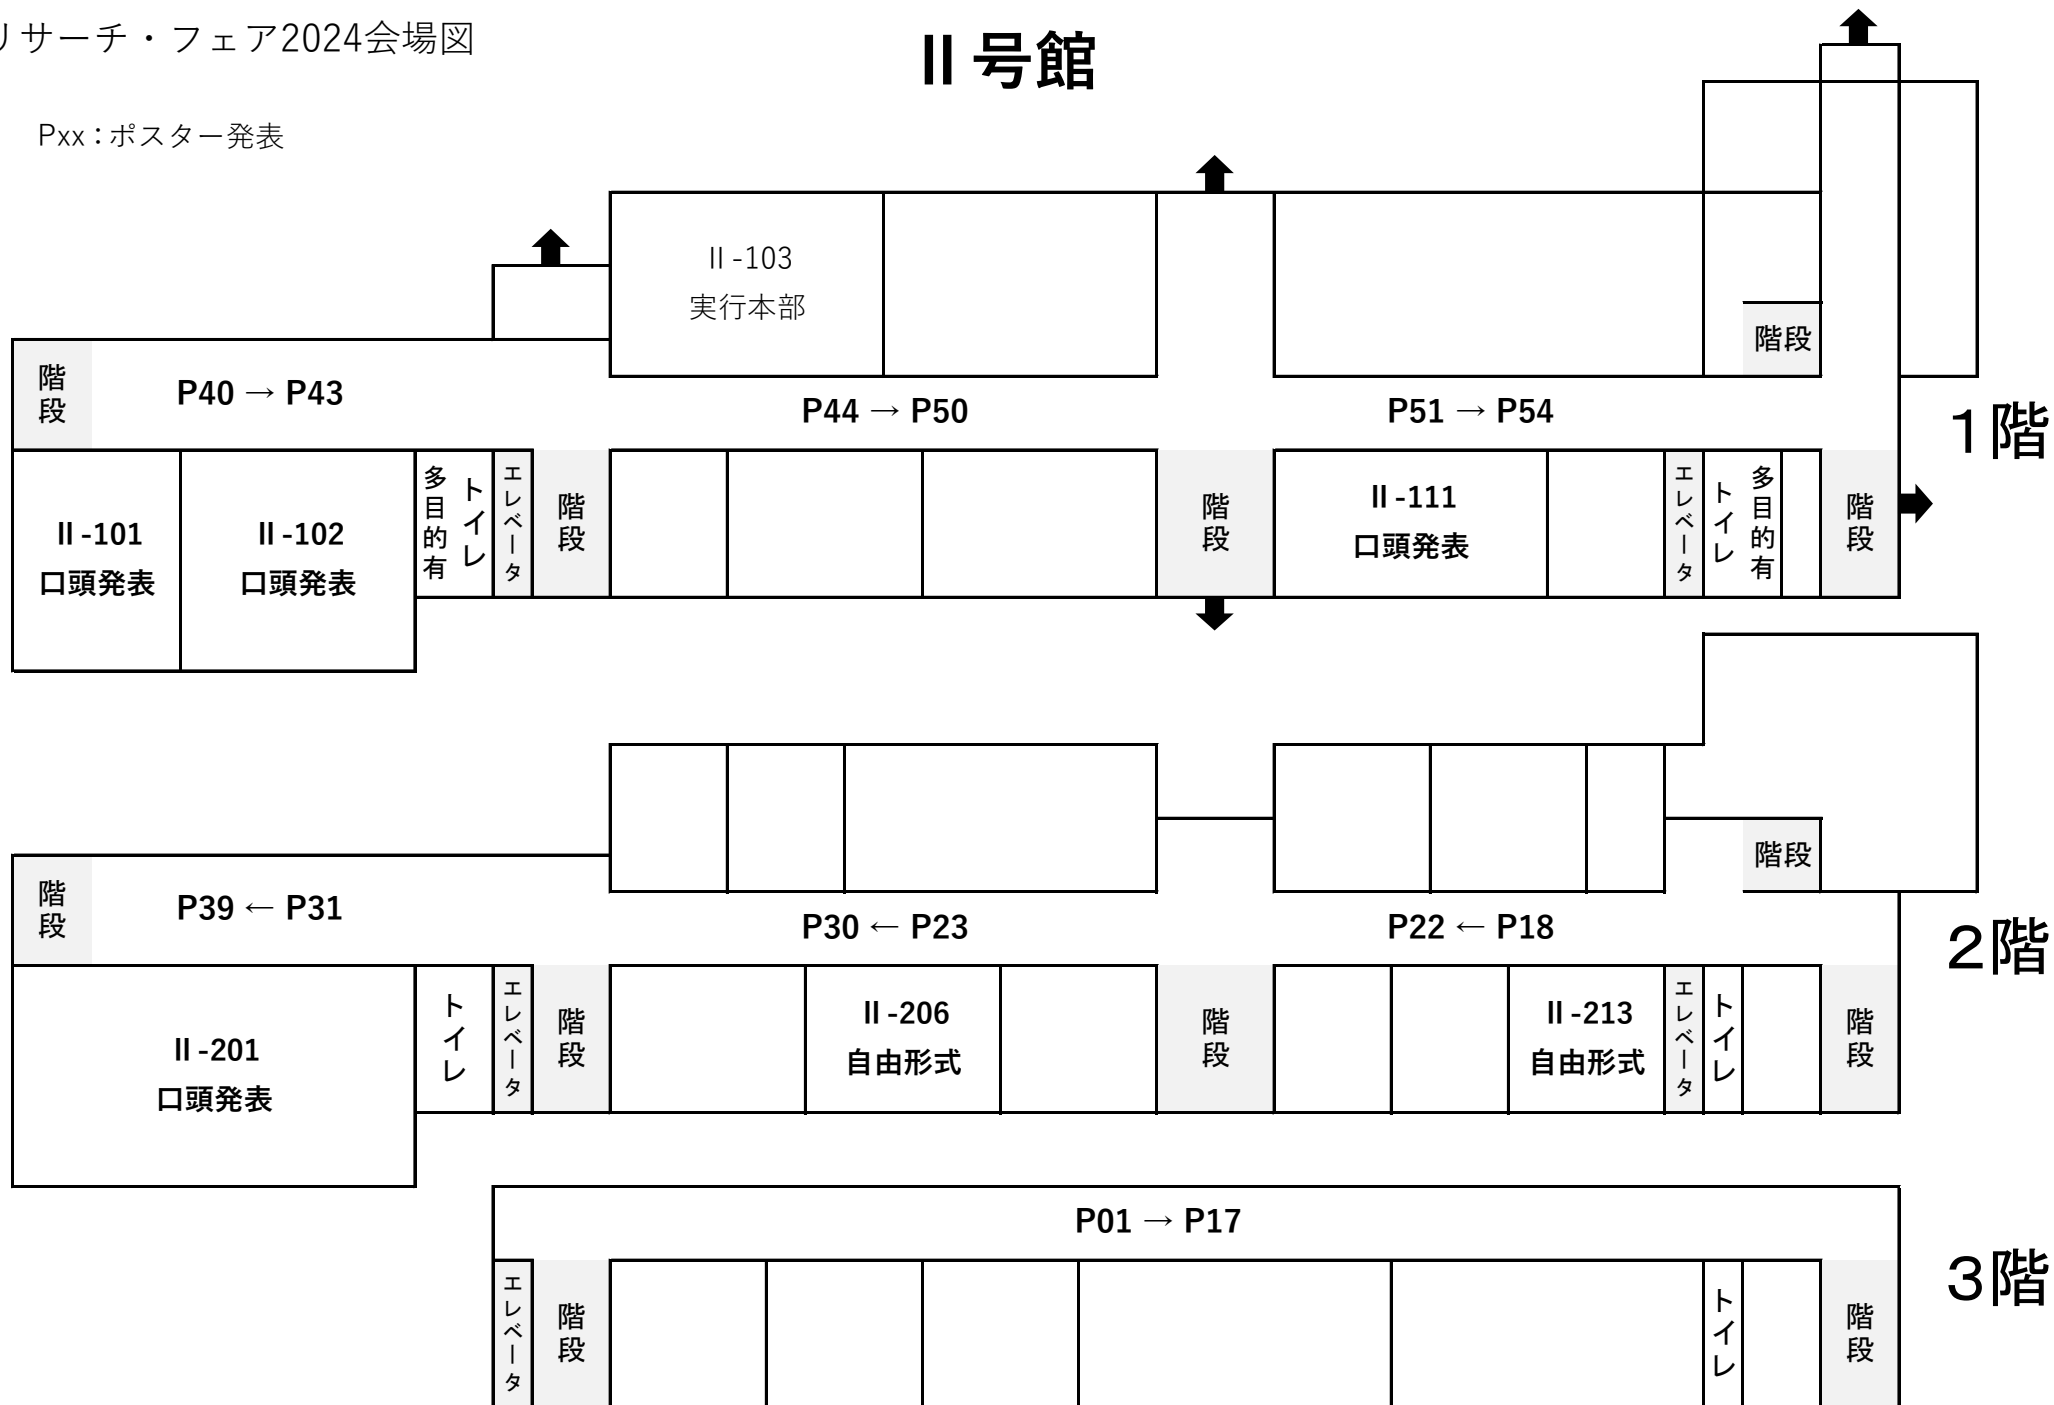 リサーチ・フェア2024会場図
Ⅱ号館
Pxx：ポスター発表
Ⅱ-103
実行本部
階段
階段
P40 → P43
P44 → P50
P51 → P54
1階
Ⅱ-101
口頭発表
Ⅱ-102
口頭発表
多目的有
トイレ
エレベータ
階段
階段
Ⅱ-111
口頭発表
エレベータ
トイレ
多目的有
階段
階段
階段
P39 ← P31
P30 ← P23
P22 ← P18
2階
Ⅱ-201
口頭発表
トイレ
エレベータ
階段
Ⅱ-206
自由形式
階段
Ⅱ-213
自由形式
エレベータ
トイレ
階段
P01 → P17
3階
エレベータ
階段
トイレ
階段